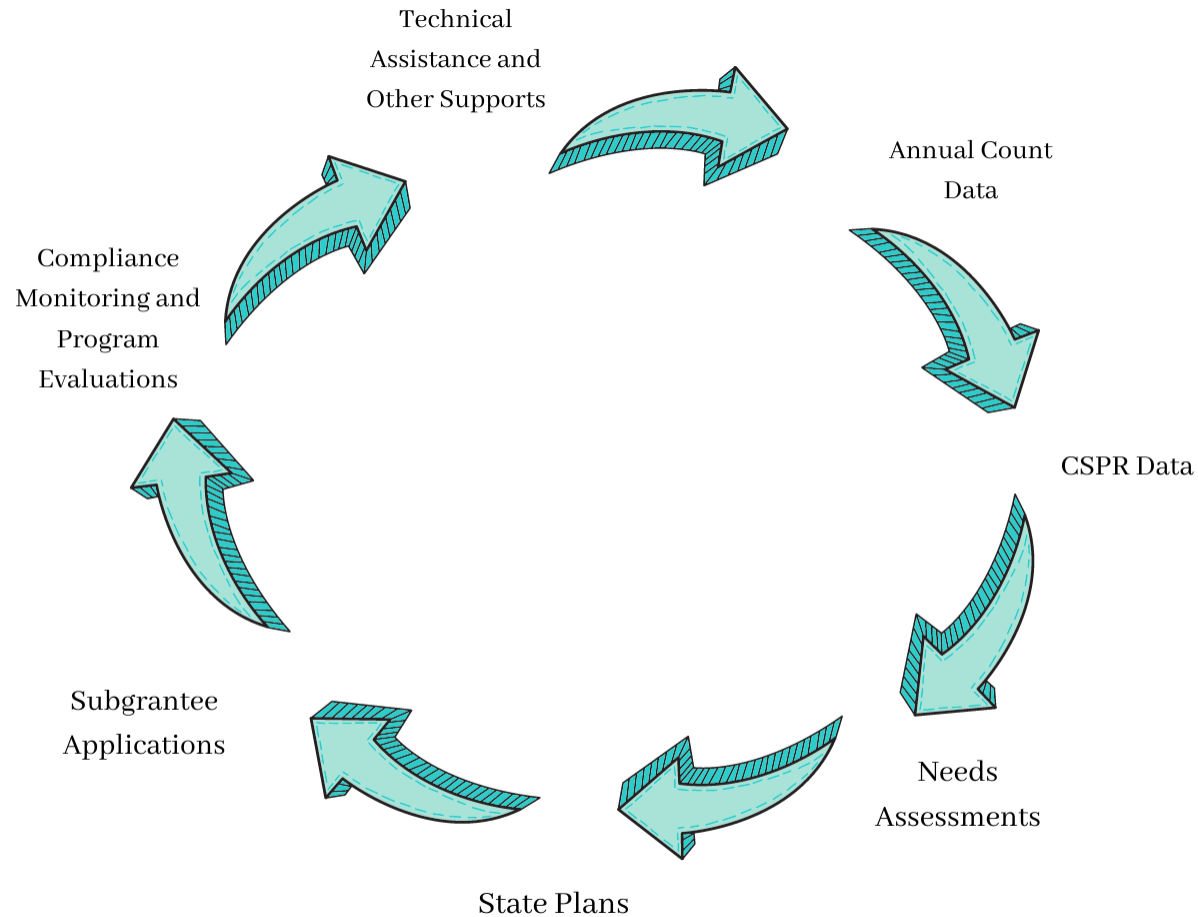 Technical
Assistance and
Other Supports
Annual Count
Data
CSPR Data
Needs
Assessments
State Plans
Subgrantee
Applications
Compliance
Monitoring and
Program
Evaluations